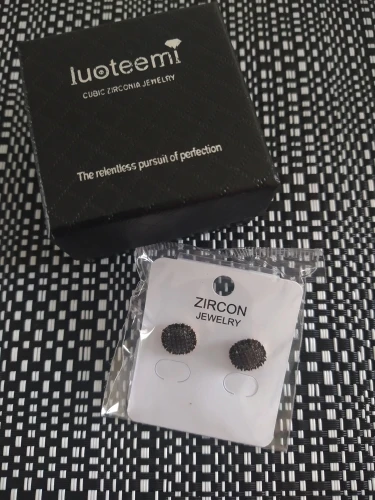 luoteemi
CUBIC ZIRCONIA JEWELRY
The relentless pursuit of perfection
ZIRCON
JEWELRY